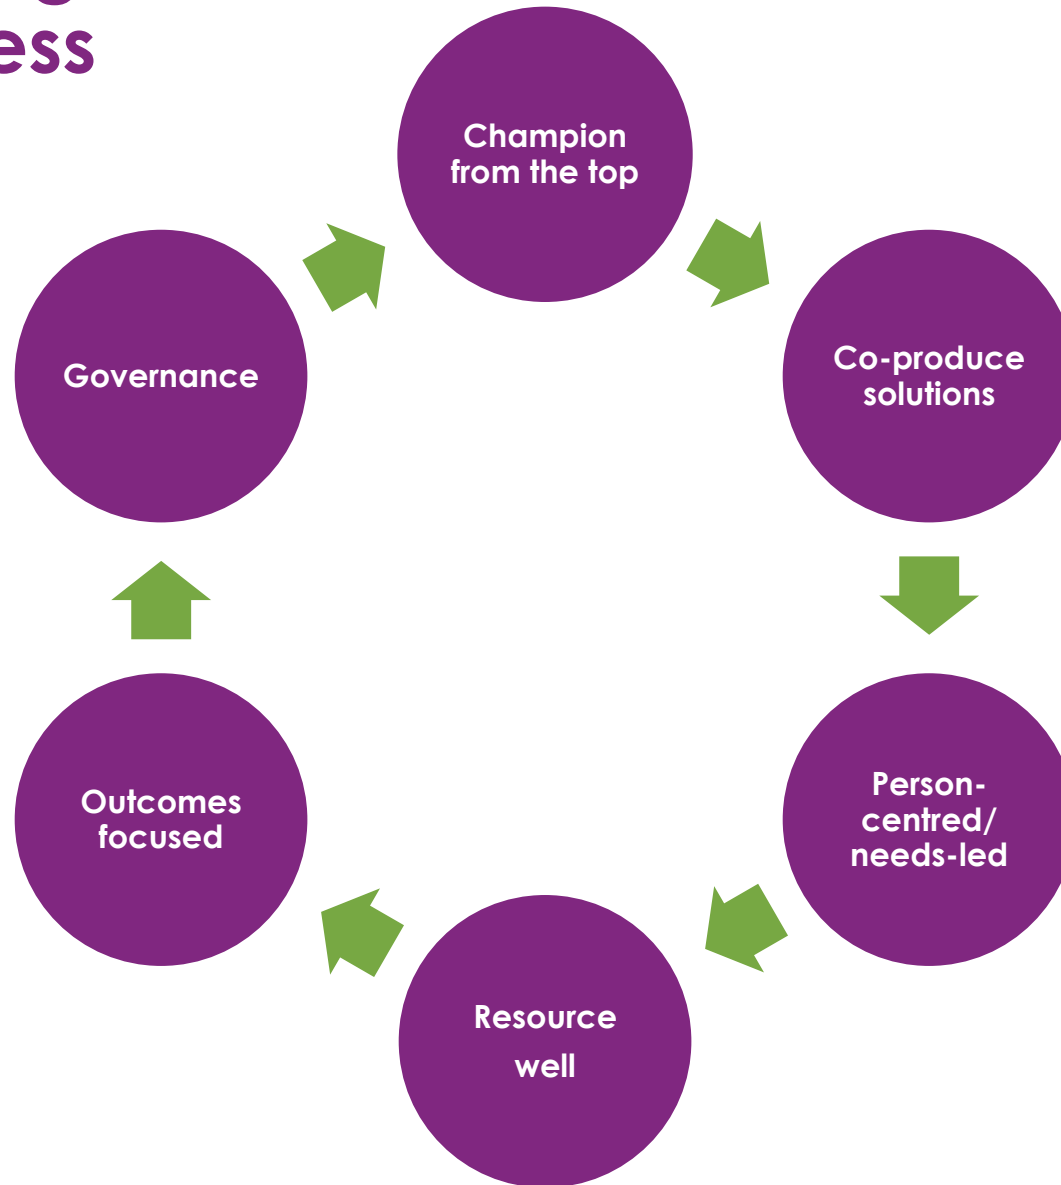 ess
Champion
from the top
Co-produce
solutions
Person-
centred/
needs-led
Resource
well
Outcomes
focused
Governance